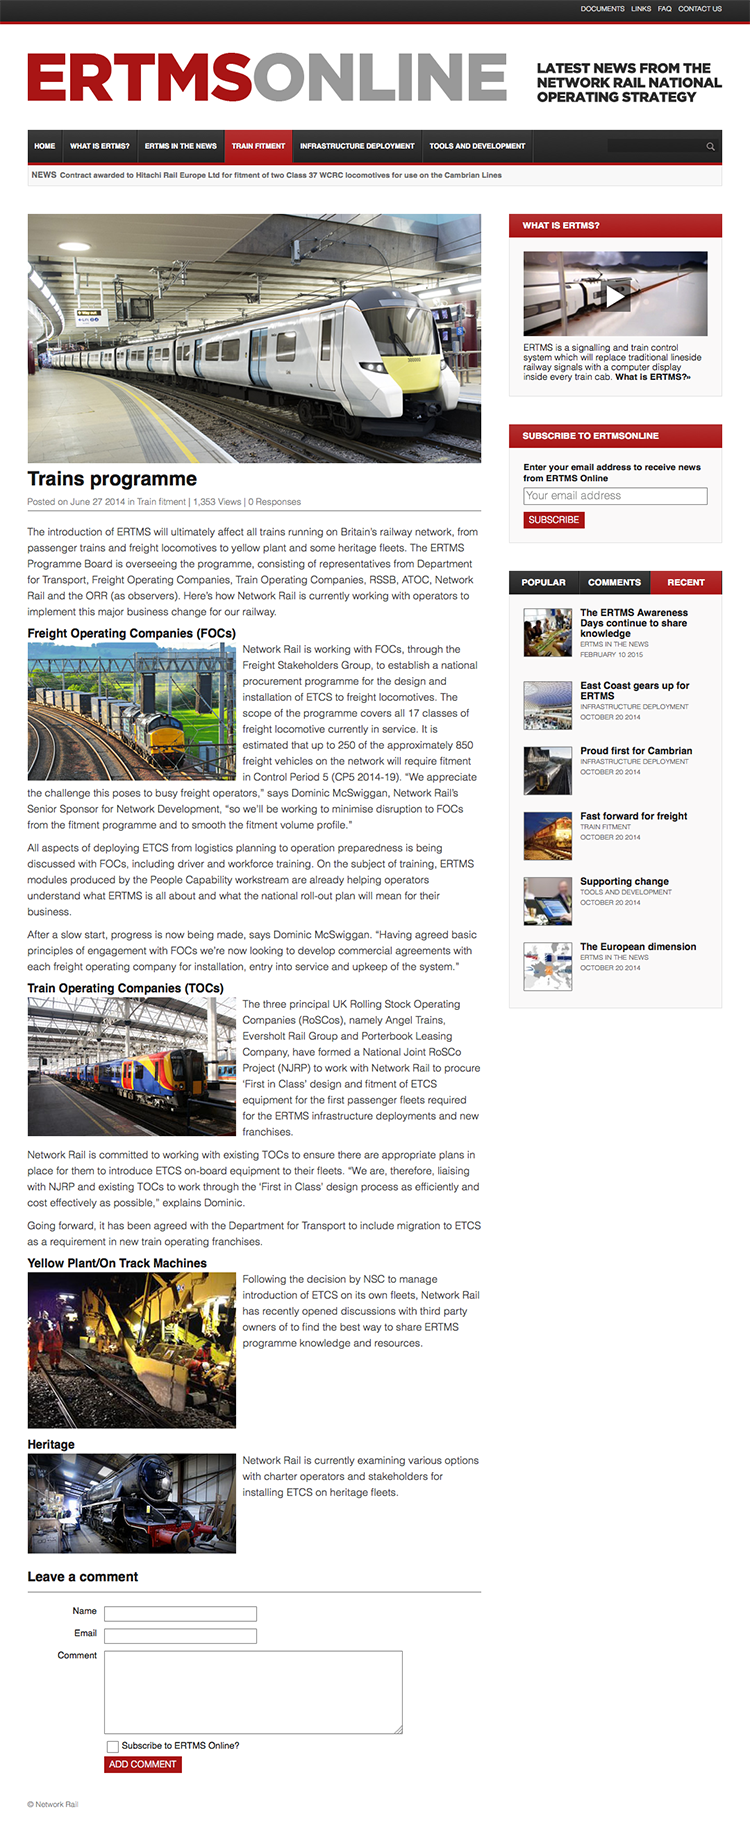 DOCUMENTS LINKS FAQ CONTACT US
ERTMSONLINE
LATEST NEWS FROM THE
NETWORK RAIL NATIONAL
OPERATING STRATEGY
HOME WHAT IS ERTMS? ERTMS IN THE NEWS TRAIN FITMENT INFRASTRUCTURE DEPLOYMENT TOOLS AND DEVELOPMENT
NEWS Contract awarded to Hitachi Rail Europe Ltd for fitment of two Class 37 WCRC locomotives for use on the Cambrian Lines
Trains programme
Posted on June 27 2014 in Train fitment | 1,353 Views | 0 Responses
The introduction of ERTMS will ultimately affect all trains running on Britain's railway network, from
passenger trains and freight locomotives to yellow plant and some heritage fleets. The ERTMS
Programme Board is overseeing the programme, consisting of representatives from Department
for Transport, Freight Operating Companies, Train Operating Companies, RSSB, ATOC, Network
Rail and the ORR (as observers). Here's how Network Rail is currently working with operators to
implement this major business change for our railway.
Freight Operating Companies (FOCs)
Network Rail is working with FOCs, through the
Freight Stakeholders Group, to establish a national
procurement programme for the design and
installation of ETCS to freight locomotives. The
scope of the programme covers all 17 classes of
freight locomotive currently in service. It is
estimated that up to 250 of the approximately 850
freight vehicles on the network will require fitment
in Control Period 5 (CP5 2014-19). “We appreciate
the challenge this poses to busy freight operators,” says Dominic McSwiggan, Network Rail's
Senior Sponsor for Network Development, “so we'll be working to minimise disruption to FOCs
from the fitment programme and to smooth the fitment volume profile.”
All aspects of deploying ETCS from logistics planning to operation preparedness is being
discussed with FOCs, including driver and workforce training. On the subject of training, ERTMS
modules produced by the People Capability workstream are already helping operators
understand what ERTMS is all about and what the national roll-out plan will mean for their
business.
After a slow start, progress is now being made, says Dominic McSwiggan. “Having agreed basic
principles of engagement with FOCs we're now looking to develop commercial agreements with
each freight operating company for installation, entry into service and upkeep of the system.”
Train Operating Companies (TOCs)
The three principal UK Rolling Stock Operating
Companies (RoSCos), namely Angel Trains,
Eversholt Rail Group and Porterbook Leasing
Company, have formed a National Joint RoSCo
Project (NJRP) to work with Network Rail to procure
‘First in Class’ design and fitment of ETCS
equipment for the first passenger fleets required
for the ERTMS infrastructure deployments and new
franchises.
Network Rail is committed to working with existing TOCs to ensure there are appropriate plans in
place for them to introduce ETCS on-board equipment to their fleets. “We are, therefore, liaising
with NJRP and existing TOCs to work through the ‘First in Class’ design process as efficiently and
cost effectively as possible,” explains Dominic.
Going forward, it has been agreed with the Department for Transport to include migration to ETCS
as a requirement in new train operating franchises.
Yellow Plant/On Track Machines
Following the decision by NSC to manage
introduction of ETCS on its own fleets, Network Rail
has recently opened discussions with third party
owners of to find the best way to share ERTMS
programme knowledge and resources.
Heritage
Network Rail is currently examining various options
with charter operators and stakeholders for
installing ETCS on heritage fleets.
Leave a comment
Name
Email
Comment
Subscribe to ERTMS Online?
ADD COMMENT
© Network Rail
WHAT IS ERTMS?
ERTMS is a signalling and train control
system which will replace traditional lineside
railway signals with a computer display
inside every train cab. What is ERTMS?»
SUBSCRIBE TO ERTMSONLINE
Enter your email address to receive news
from ERTMS Online
Your email address
SUBSCRIBE
POPULAR COMMENTS RECENT
The ERTMS Awareness
Days continue to share
knowledge
ERTMS IN THE NEWS
FEBRUARY 10 2015
East Coast gears up for
ERTMS
INFRASTRUCTURE DEPLOYMENT
OCTOBER 20 2014
Proud first for Cambrian
INFRASTRUCTURE DEPLOYMENT
OCTOBER 20 2014
Fast forward for freight
TRAIN FITMENT
OCTOBER 20 2014
Supporting change
TOOLS AND DEVELOPMENT
OCTOBER 20 2014
The European dimension
ERTMS IN THE NEWS
OCTOBER 20 2014